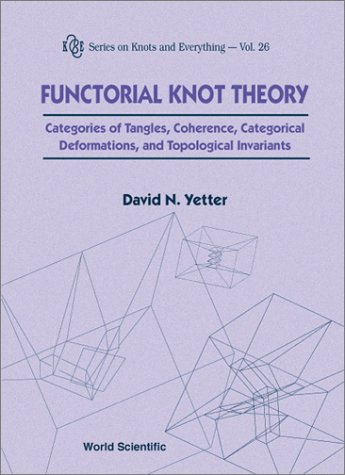 K&E Series on Knots and Everything — Vol. 26
FUNCTORIAL KNOT THEORY
Categories of Tangles, Coherence, Categorical
Deformations, and Topological Invariants
David N. Yetter
World Scientific